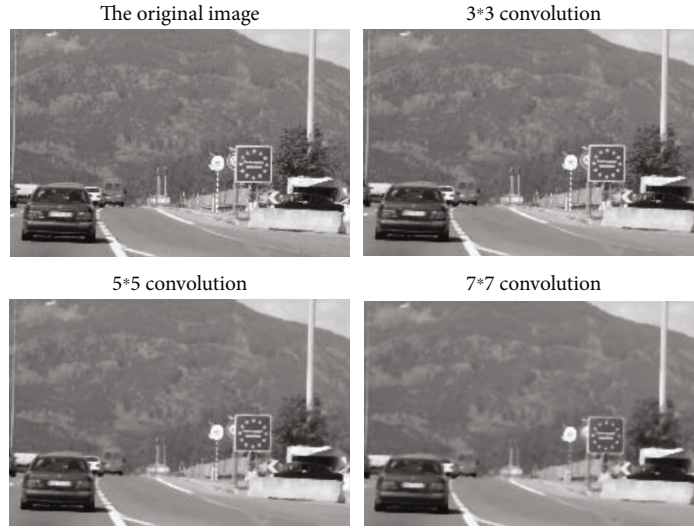 The original image
3*3 convolution
5*5 convolution
7*7 convolution